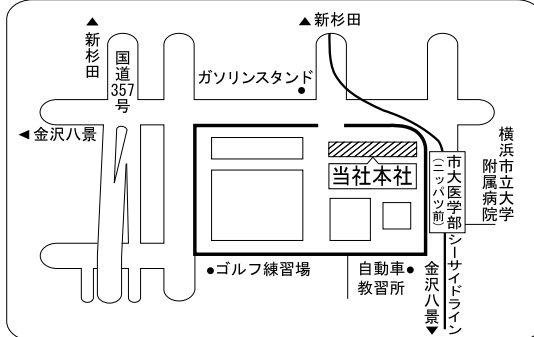 ▲新杉田
▲新杉田
国道357号
ガソリンスタンド
◀金沢八景
横浜市立大学
附属病院
市大医学部
(ニッパツ前)
当社本社
シーサイドライン
ゴルフ練習場
自動車
教習所
金沢八景▼